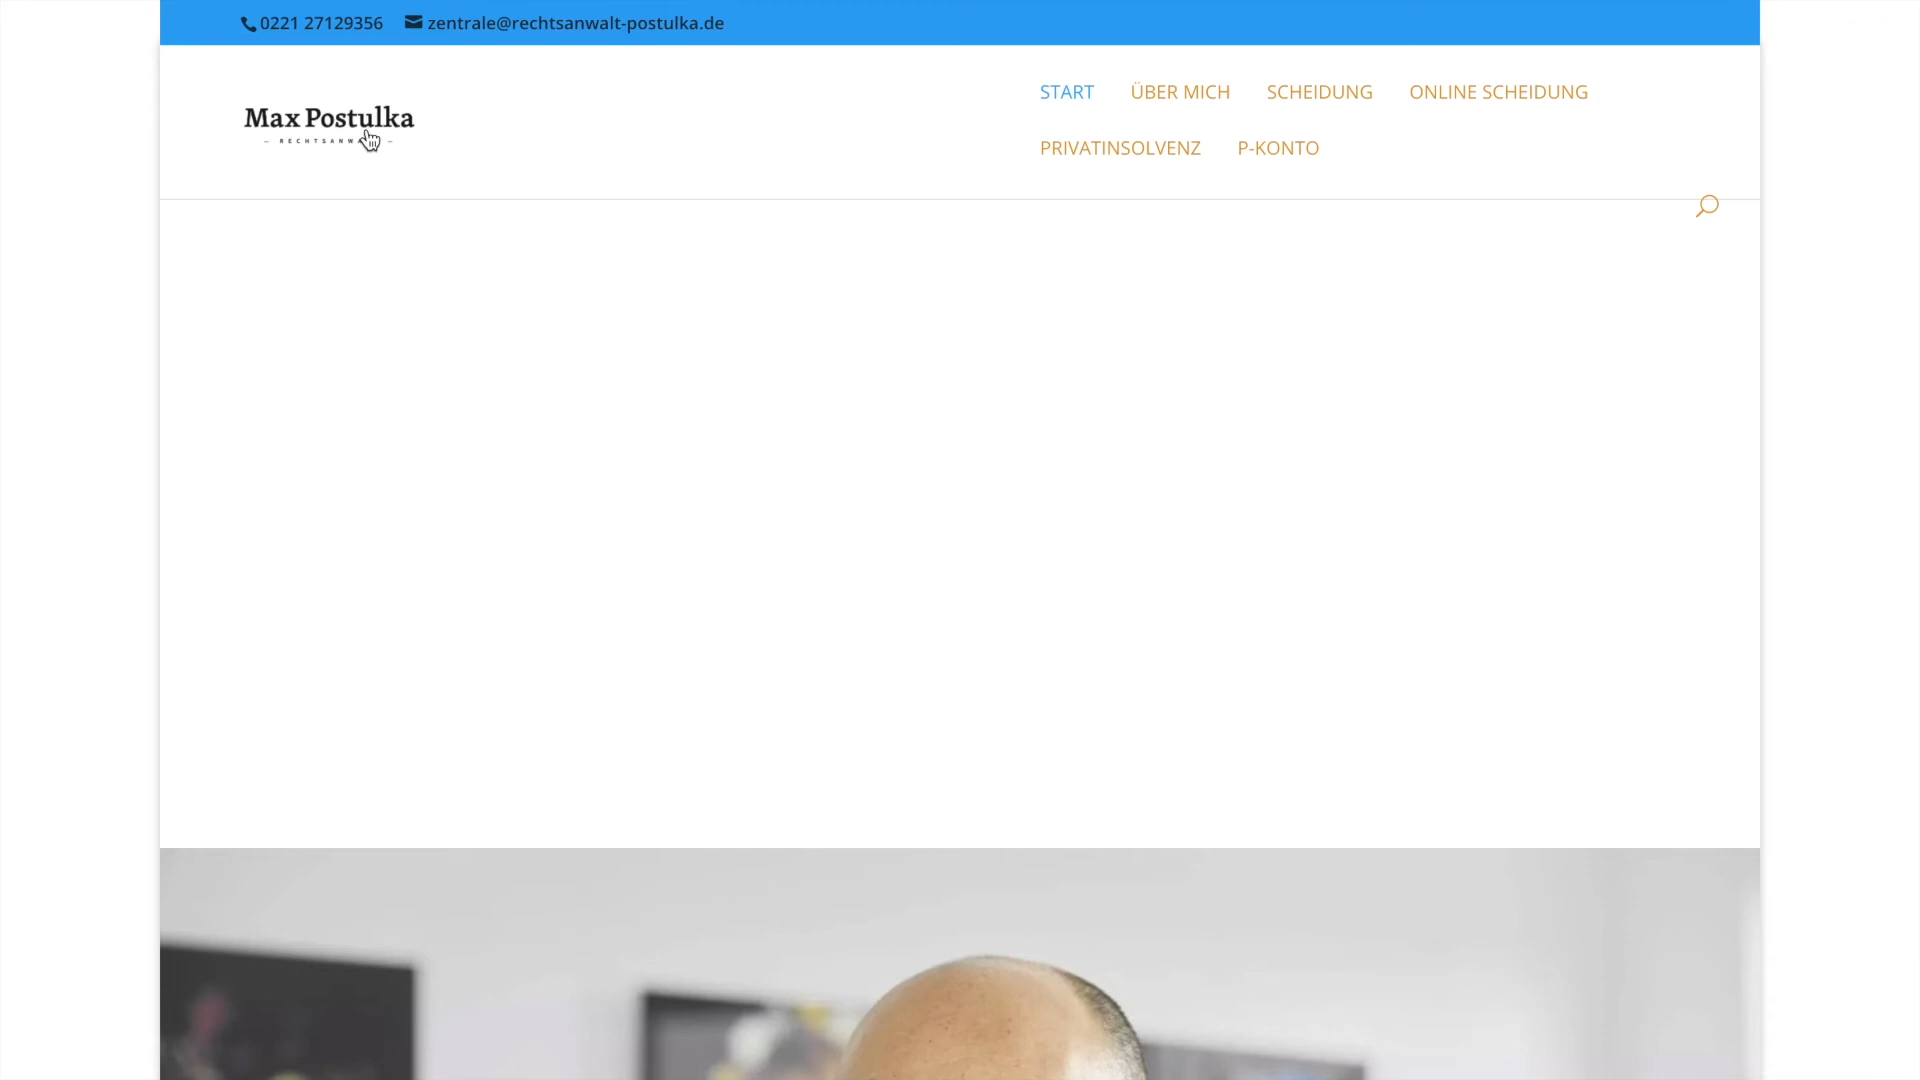 0221 27129356 zentrale@rechtsanwalt-postulka.de
START ÜBER MICH SCHEIDUNG ONLINE SCHEIDUNG
Max Postulka
PRIVATINSOLVENZ P-KONTO